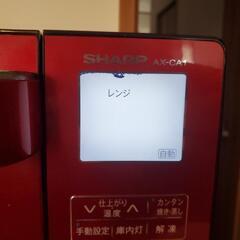 SHARP AX-CA1
レンジ
自動
仕上がり 温度
カンタン 焼き・蒸し
手動設定 庫内灯 解凍